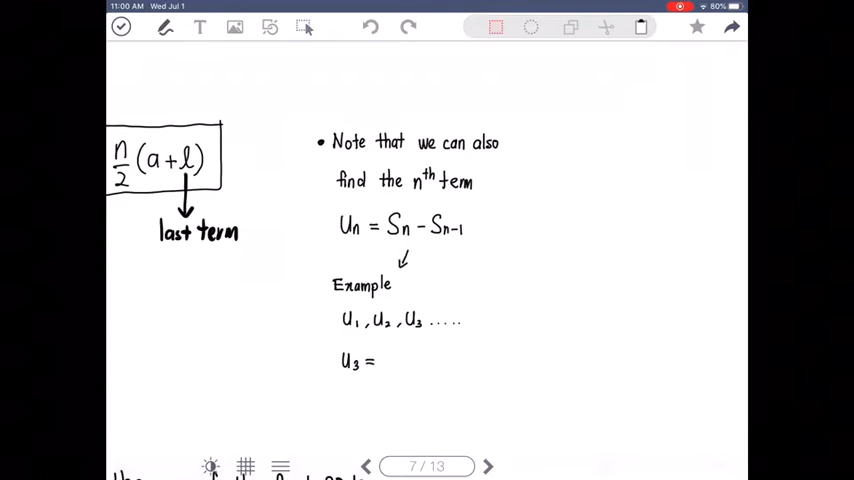 11:00 AM Wed Jul 1
80%
n/2 (a+l)
last term
• Note that we can also
find the nth term
Un = Sn - Sn-1
Example
U1, U2, U3 .....
U3 =
7 / 13